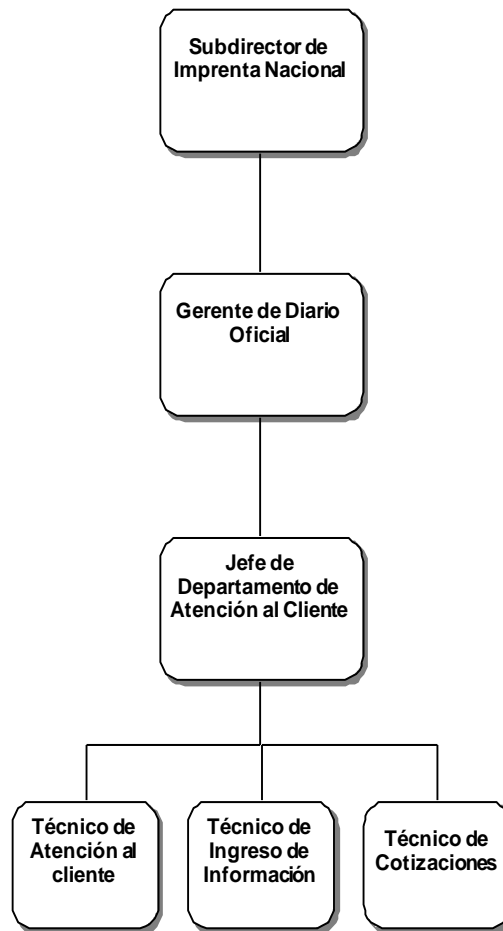 Subdirector de
Imprenta Nacional
Gerente de Diario
Oficial
Jefe de
Departamento de
Atención al Cliente
Técnico de
Atención al
cliente
Técnico de
Ingreso de
Información
Técnico de
Cotizaciones